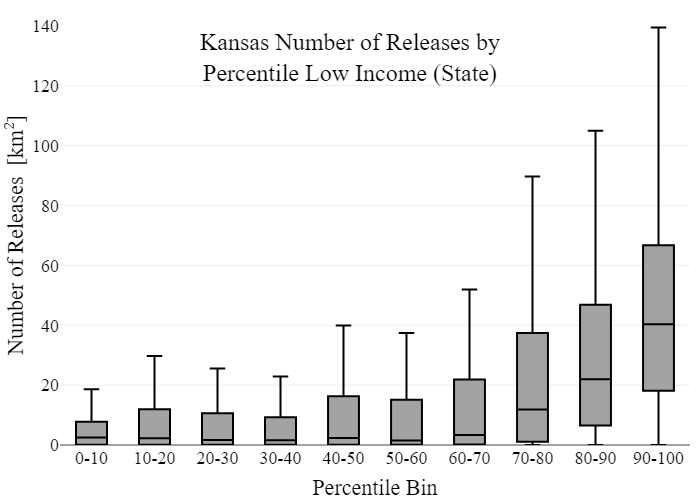 Kansas Number of Releases by
Percentile Low Income (State)
Number of Releases [km²]
140
120
100
80
60
40
20
0
0-10 10-20 20-30 30-40 40-50 50-60 60-70 70-80 80-90 90-100
Percentile Bin